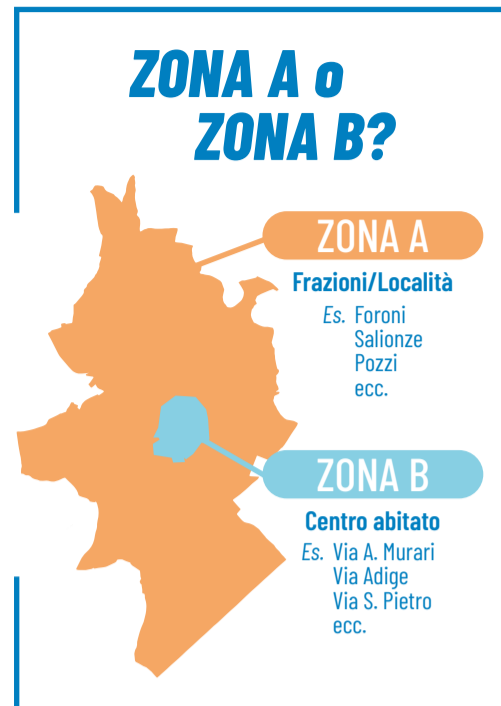 ZONA A o
ZONA B?
ZONA A
Frazioni/Località
Es. Foroni
Salionze
Pozzi
ecc.
ZONA B
Centro abitato
Es. Via A. Murari
Via Adige
Via S. Pietro
ecc.